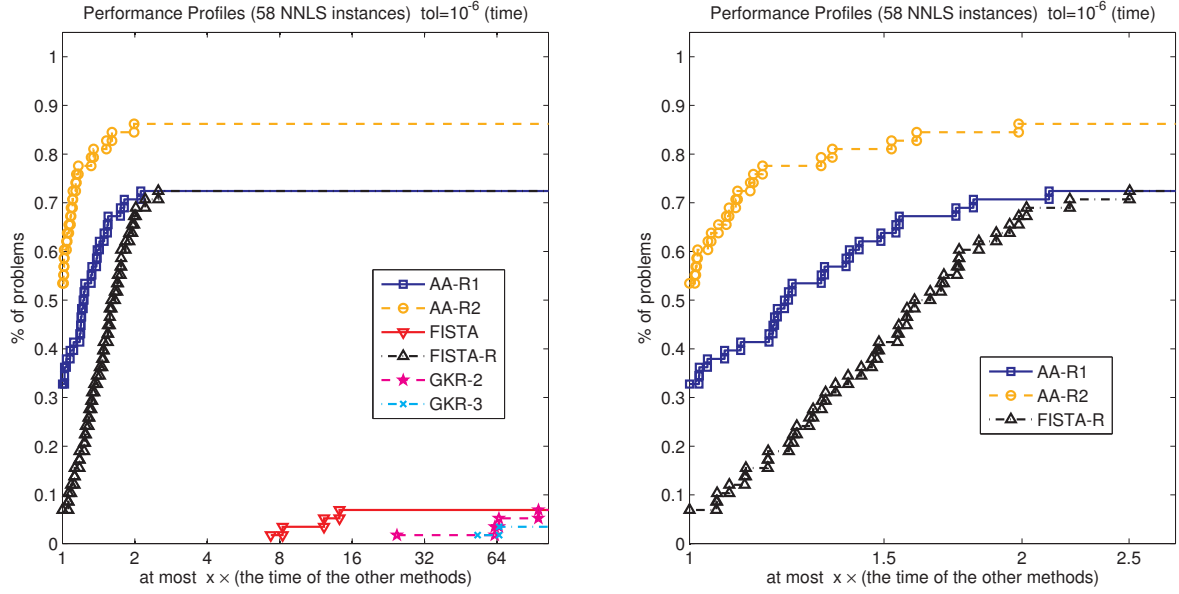 Performance Profiles (58 NNLS instances)  tol=10⁻⁶ (time)
% of problems
1
0.9
0.8
0.7
0.6
0.5
0.4
0.3
0.2
0.1
0
1 2 4 8 16 32 64
at most  x × (the time of the other methods)
AA-R1
AA-R2
FISTA
FISTA-R
GKR-2
GKR-3
Performance Profiles (58 NNLS instances)  tol=10⁻⁶ (time)
% of problems
1
0.9
0.8
0.7
0.6
0.5
0.4
0.3
0.2
0.1
0
1 1.5 2 2.5
at most  x × (the time of the other methods)
AA-R1
AA-R2
FISTA-R